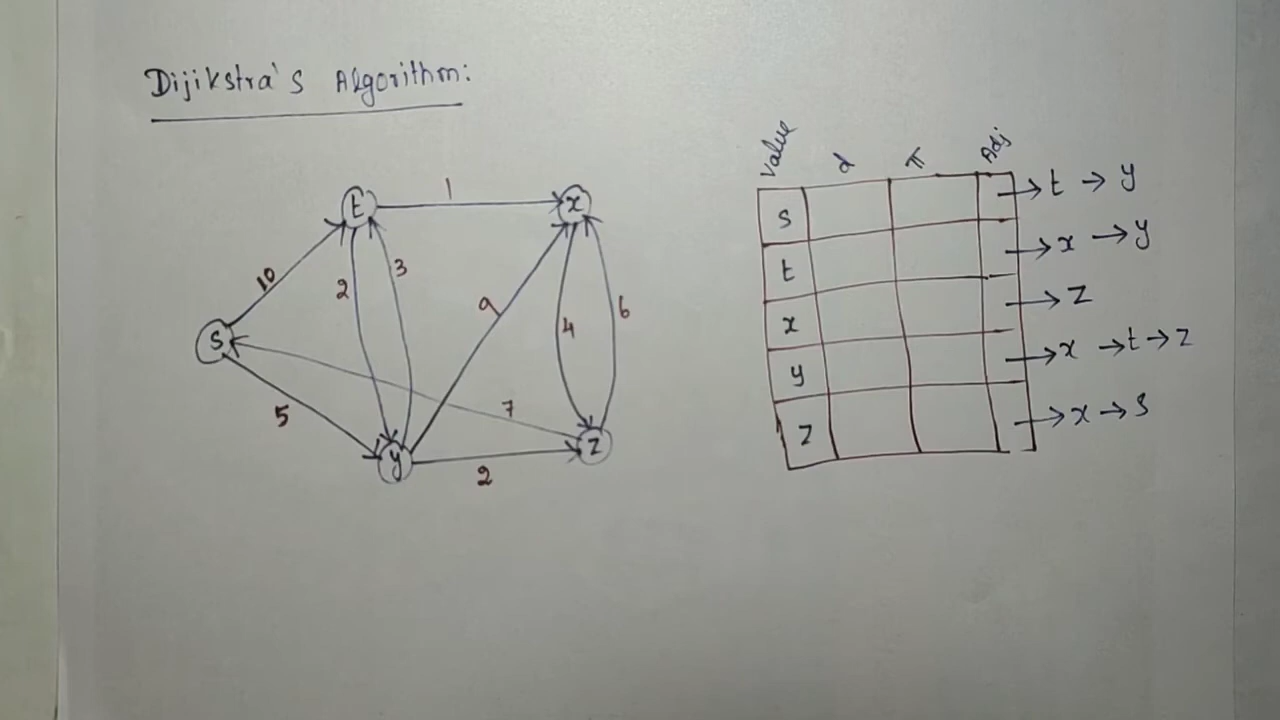 Dijikstra's Algorithm:
Value d π Adj
t 1 x
s → t → y
t → x → y
10 2 3 9 4 6
x → z
s
y → x → t → z
5 7
z → x → s
y 2 z